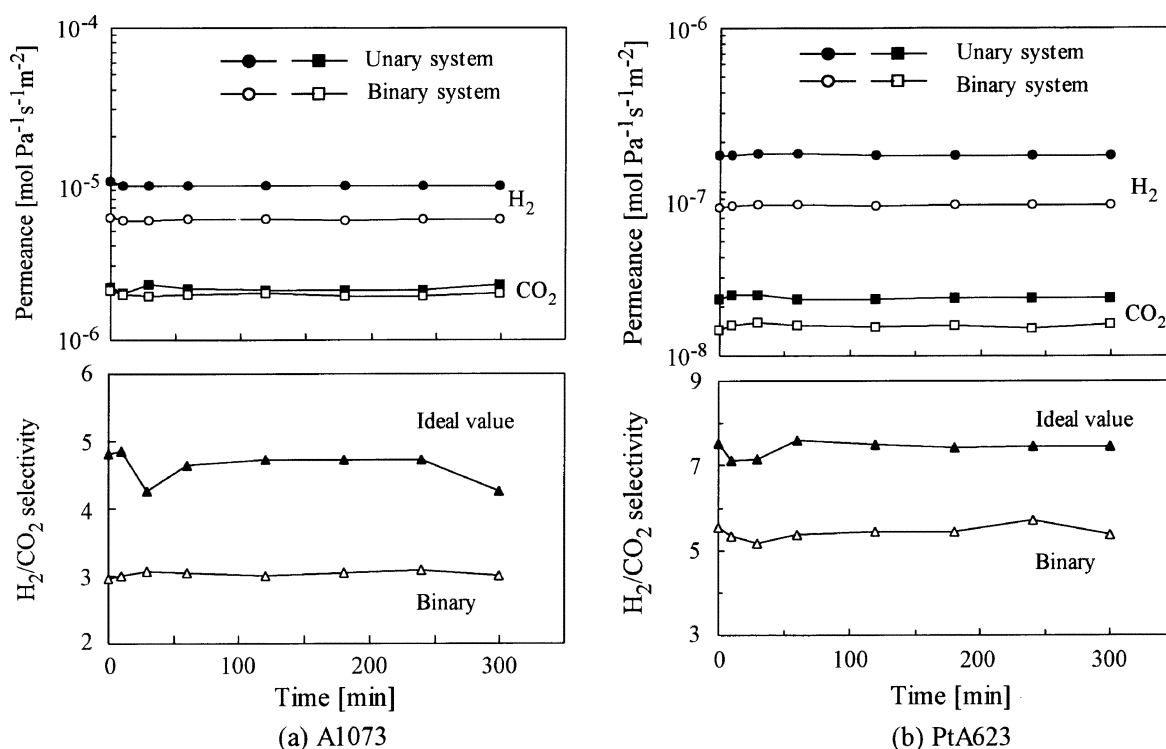 10⁻⁴
10⁻⁵
10⁻⁶
Permeance [mol Pa⁻¹s⁻¹m⁻²]
Unary system
Binary system
H₂
CO₂
6
5
4
3
2
H₂/CO₂ selectivity
Ideal value
Binary
0 100 200 300
Time [min]
(a) A1073
10⁻⁶
10⁻⁷
10⁻⁸
Permeance [mol Pa⁻¹s⁻¹m⁻²]
Unary system
Binary system
H₂
CO₂
9
7
5
3
H₂/CO₂ selectivity
Ideal value
Binary
0 100 200 300
Time [min]
(b) PtA623